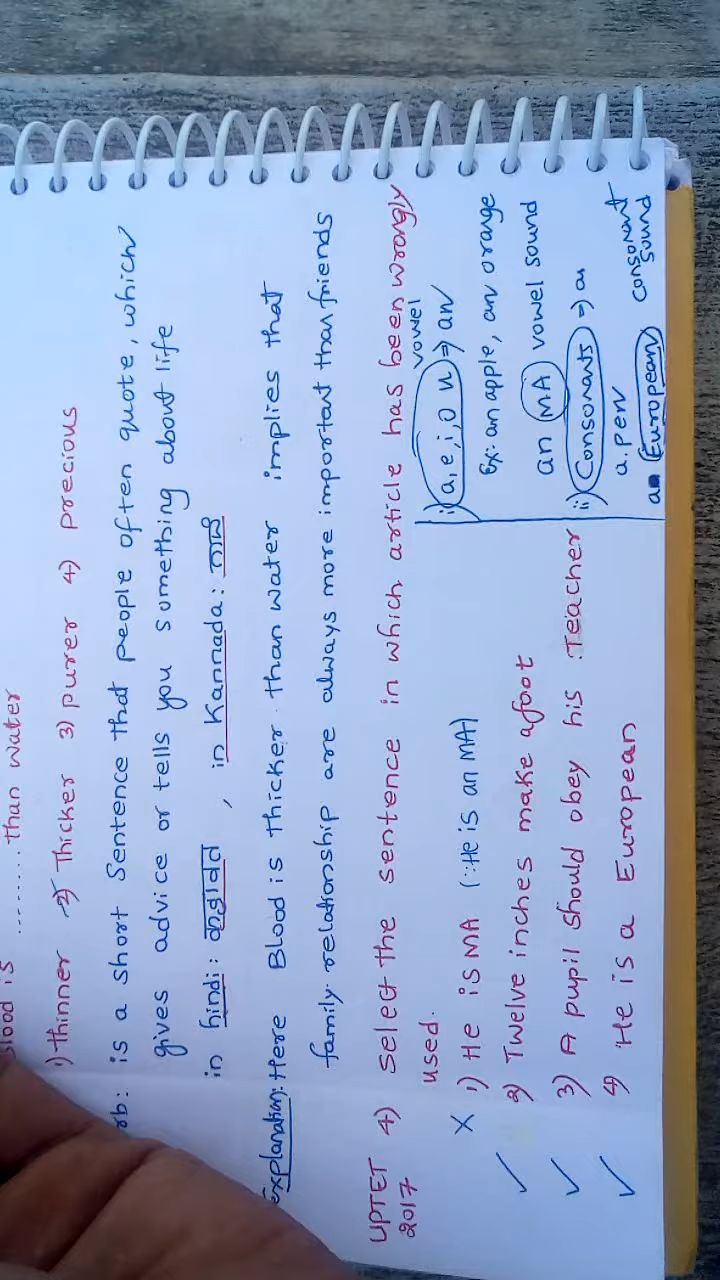 Blood is ........ than water
1) thinner 2) Thicker 3) purer 4) precious
rb: is a short Sentence that people often quote, which
gives advice or tells you something about life
in hindi: कहावत , in Kannada: ಗಾದೆ
Explanation: Here Blood is thicker than water implies that
family relationship are always more important than friends
UPTET 2017
4) select the sentence in which article has been wrongly
used.
X 1) He is MA (∴He is an MA)
✓ 2) Twelve inches make a foot
✓ 3) A pupil should obey his Teacher
✓ 4) He is a European
vowel
i) a, e, i, o u ⇒ an
Ex: an apple, an orange
an MA vowel sound
ii) Consonants ⇒ a
a pen
a European consonant
sound